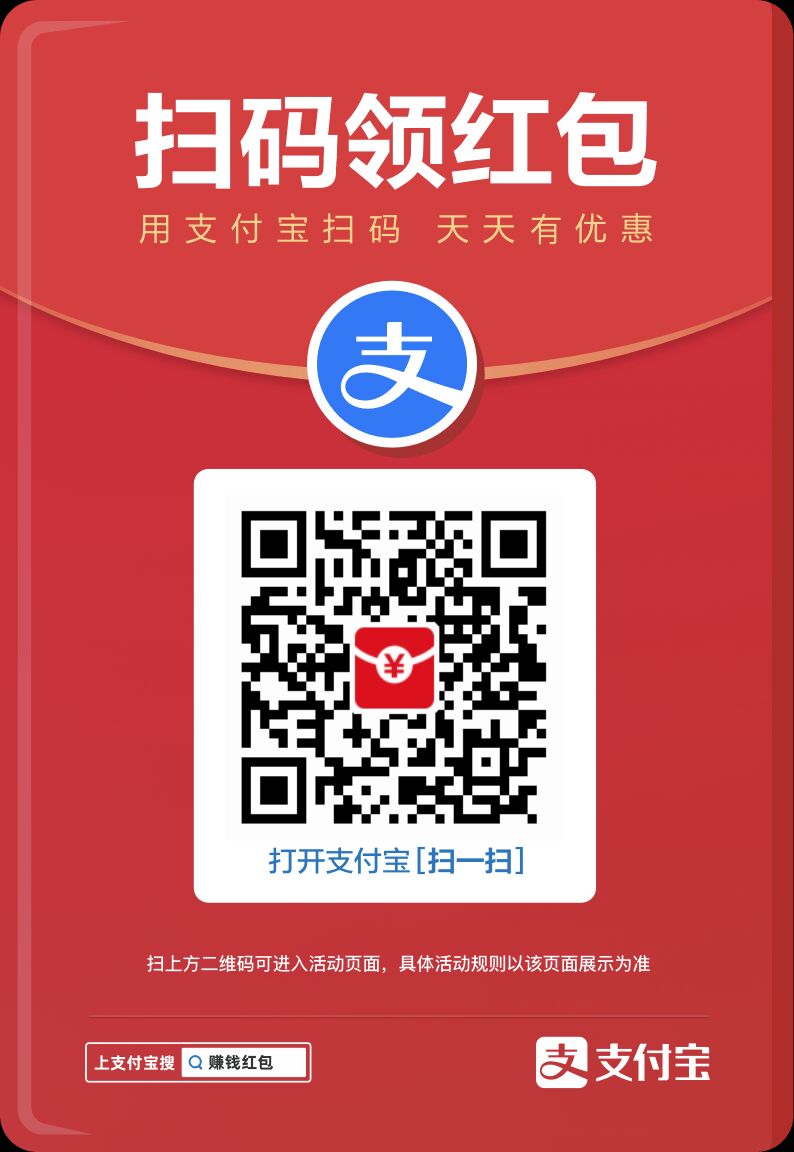 扫码领红包
用支付宝扫码 天天有优惠
支
¥
打开支付宝[扫一扫]
扫上方二维码可进入活动页面，具体活动规则以该页面展示为准
上支付宝搜 赚钱红包
支 支付宝